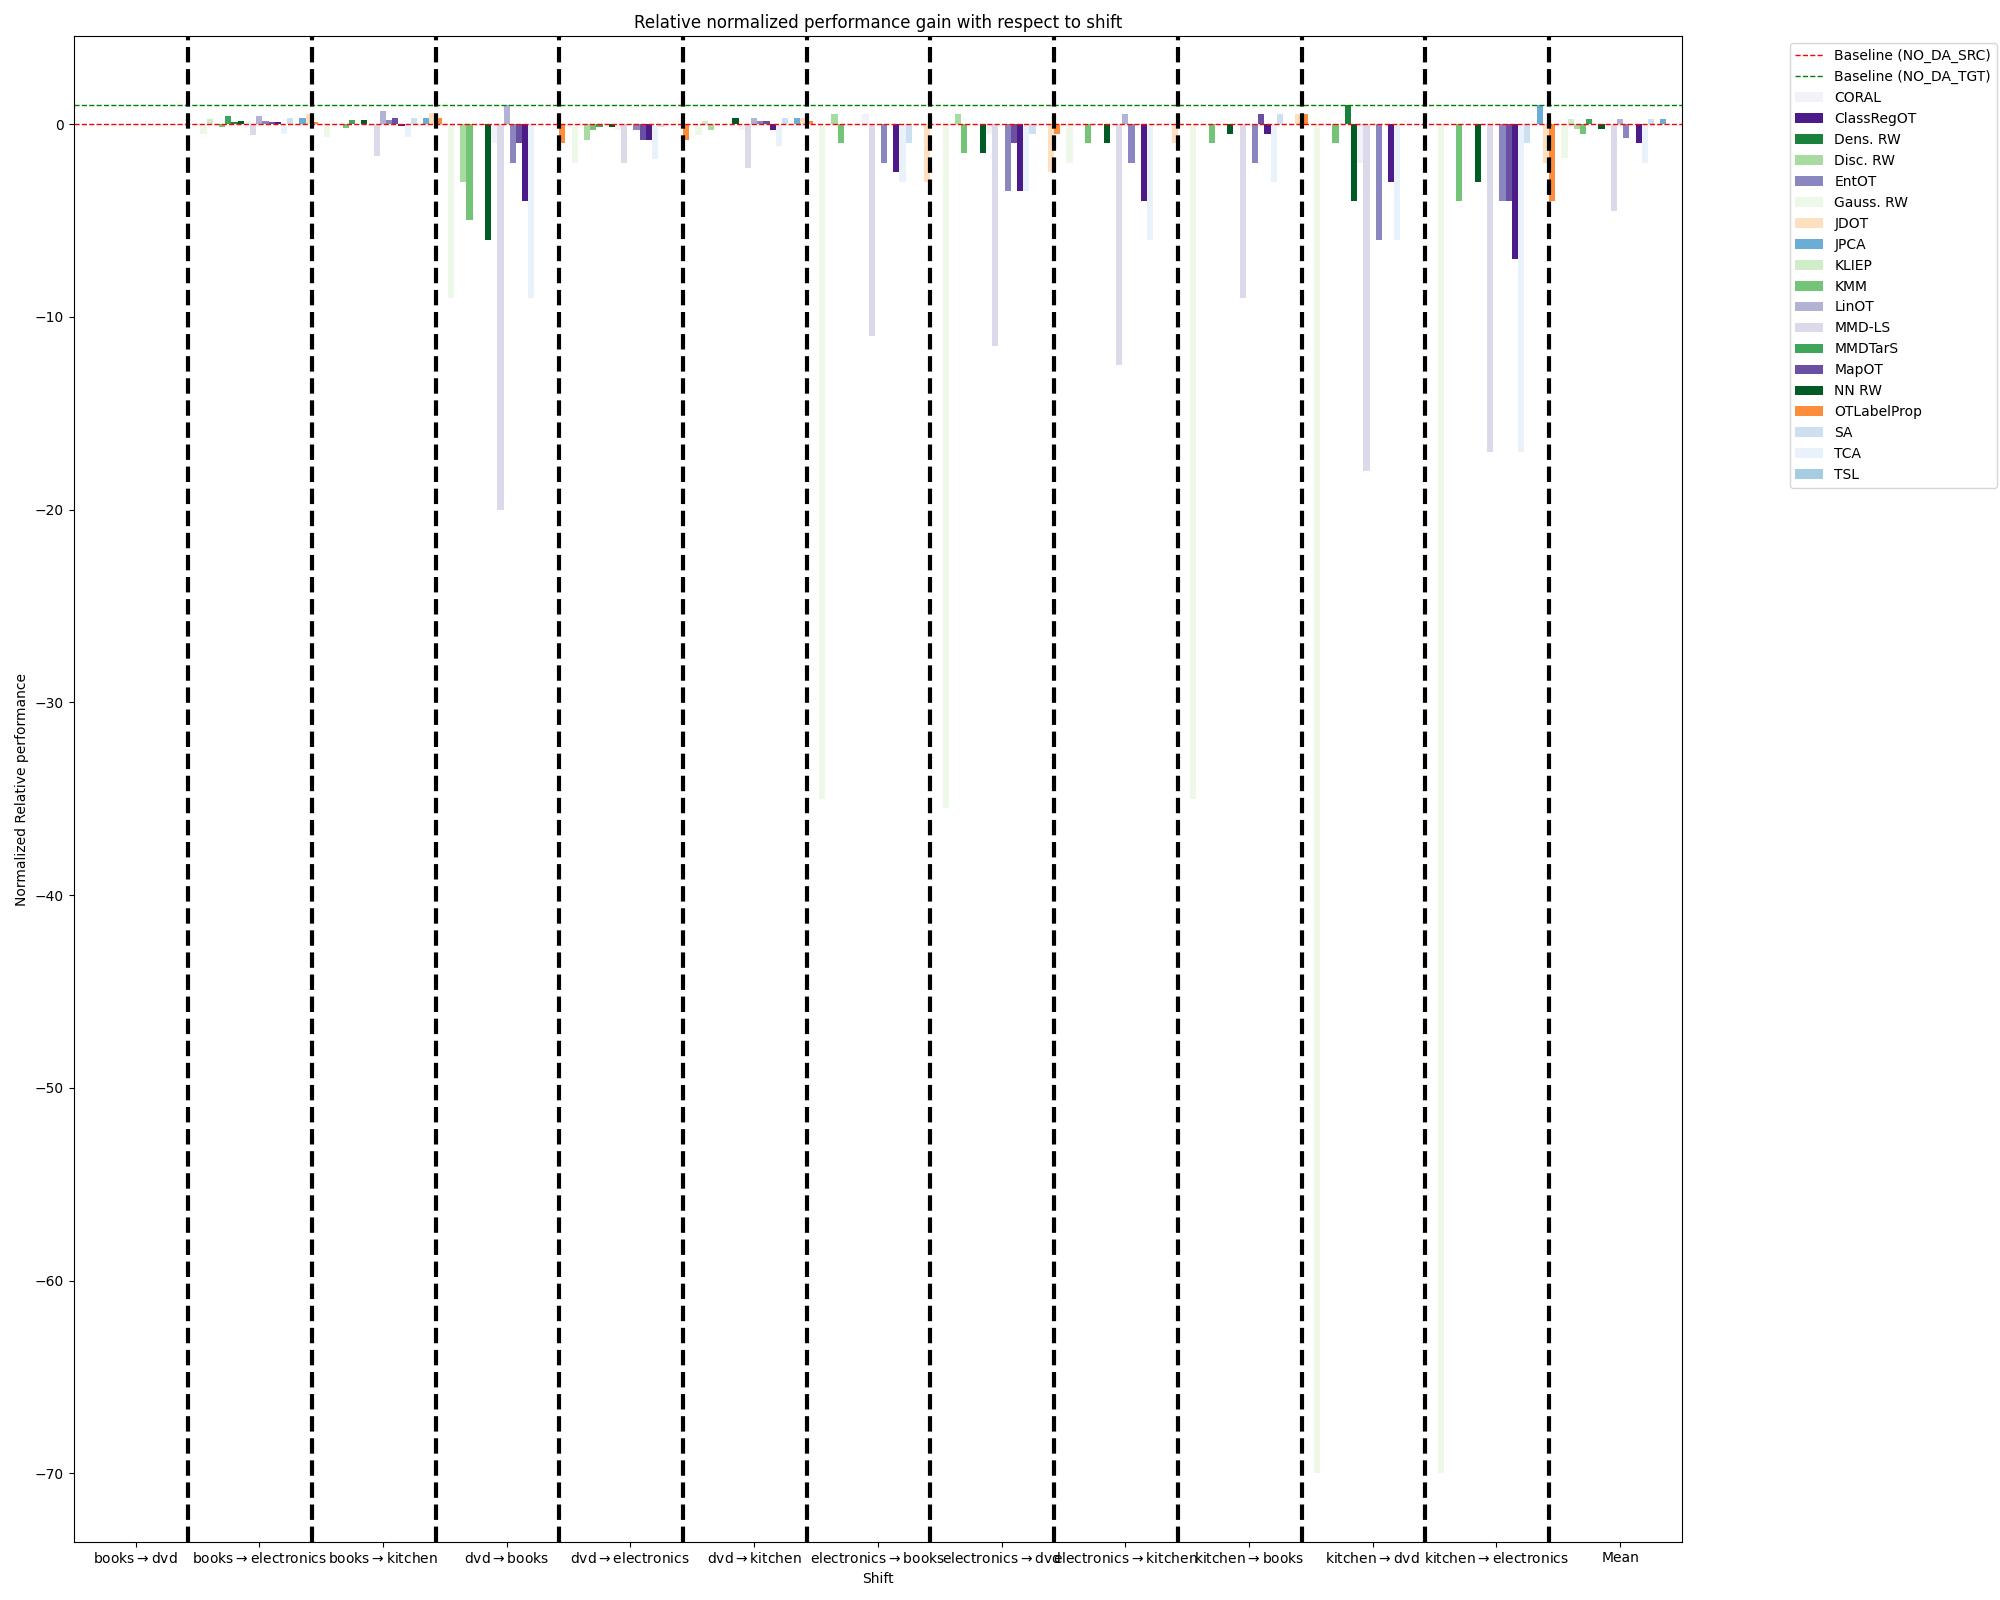 Relative normalized performance gain with respect to shift
Normalized Relative performance
0
−10
−20
−30
−40
−50
−60
−70
books→dvd
books→electronics
books→kitchen
dvd→books
dvd→electronics
dvd→kitchen
electronics→books
electronics→dvd
electronics→kitchen
kitchen→books
kitchen→dvd
kitchen→electronics
Mean
Shift
Baseline (NO_DA_SRC)
Baseline (NO_DA_TGT)
CORAL
ClassRegOT
Dens. RW
Disc. RW
EntOT
Gauss. RW
JDOT
JPCA
KLIEP
KMM
LinOT
MMD-LS
MMDTarS
MapOT
NN RW
OTLabelProp
SA
TCA
TSL